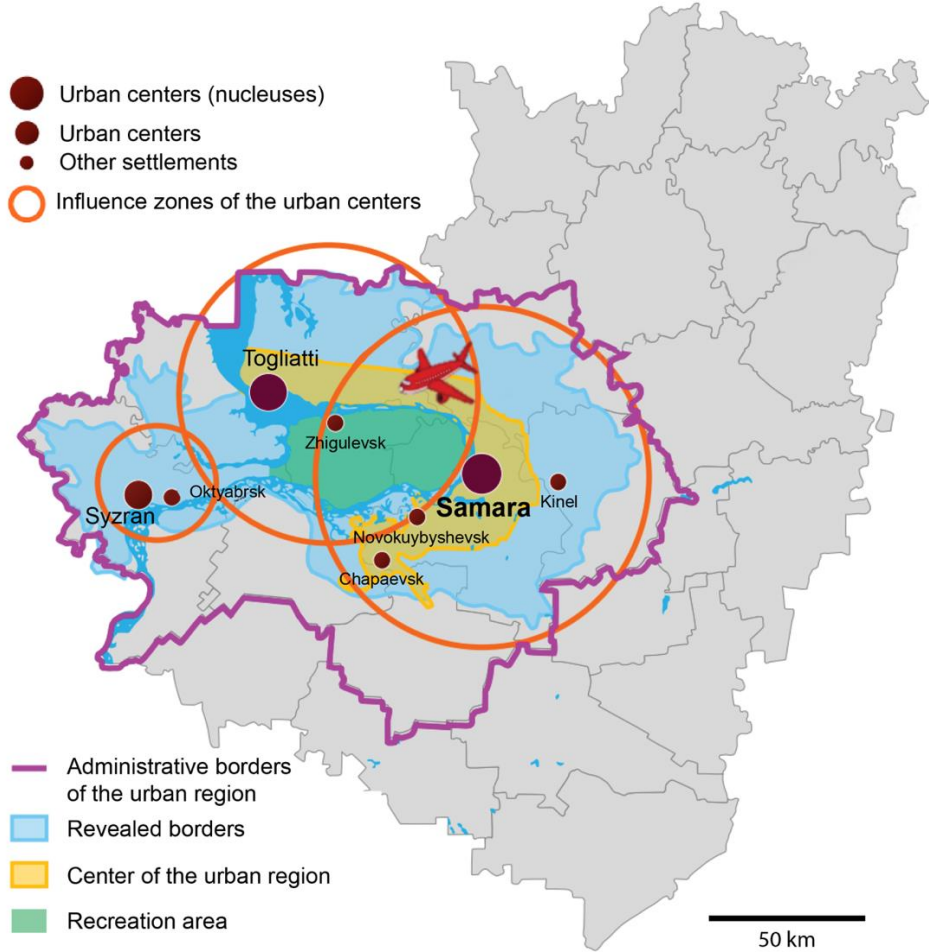 Urban centers (nucleuses)
Urban centers
Other settlements
Influence zones of the urban centers
Togliatti
Zhigulevsk
Oktyabrsk
Syzran
Samara
Kinel
Novokuybyshevsk
Chapaevsk
Administrative borders
of the urban region
Revealed borders
Center of the urban region
Recreation area
50 km